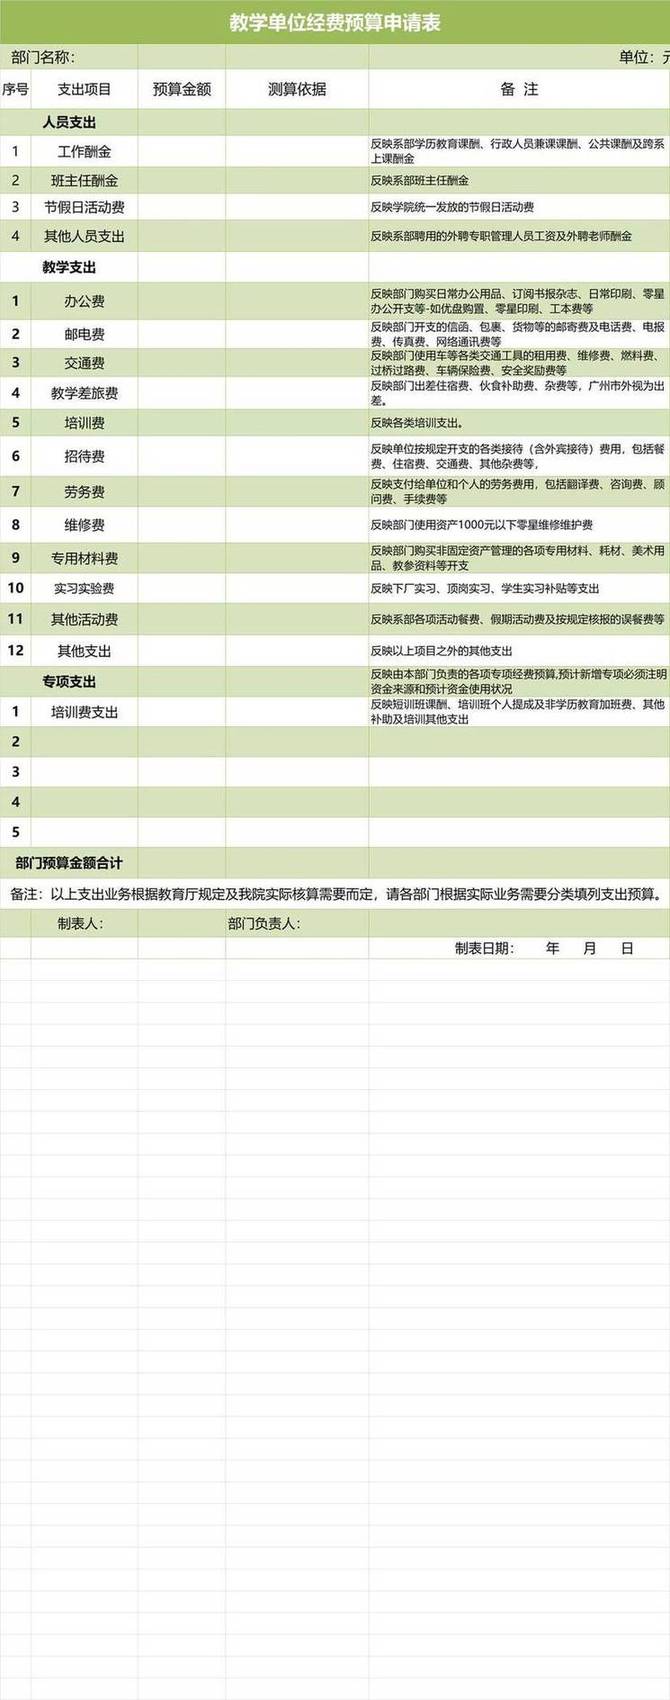 教学单位经费预算申请表
部门名称： 单位：元
序号 支出项目 预算金额 测算依据 备 注
人员支出
1 工作酬金 反映系部学历教育课酬、行政人员兼课课酬、公共课酬及跨系
上课酬金
2 班主任酬金 反映系部班主任酬金
3 节假日活动费 反映学院统一发放的节假日活动费
4 其他人员支出 反映系部聘用的外聘专职管理人员工资及外聘老师酬金
教学支出
1 办公费 反映部门购买日常办公用品、订阅书报杂志、日常印刷、零星
办公开支等-如优盘购置、零星印刷、工本费等
2 邮电费 反映部门开支的信函、包裹、货物等的邮寄费及电话费、电报
费、传真费、网络通讯费等
3 交通费 反映部门使用车等各类交通工具的租用费、维修费、燃料费、
过桥过路费、车辆保险费、安全奖励费等
4 教学差旅费 反映部门出差住宿费、伙食补助费、杂费等，广州市外视为出
差。
5 培训费 反映各类培训支出。
6 招待费 反映单位按规定开支的各类接待（含外宾接待）费用，包括餐
费、住宿费、交通费、其他杂费等，
7 劳务费 反映支付给单位和个人的劳务费用，包括翻译费、咨询费、顾
问费、手续费等
8 维修费 反映部门使用资产1000元以下零星维修维护费
9 专用材料费 反映部门购买非固定资产管理的各项专用材料、耗材、美术用
品、教参资料等开支
10 实习实验费 反映下厂实习、顶岗实习、学生实习补贴等支出
11 其他活动费 反映系部各项活动餐费、假期活动费及按规定核报的误餐费等
12 其他支出 反映以上项目之外的其他支出
专项支出 反映由本部门负责的各项专项经费预算,预计新增专项必须注明
资金来源和预计资金使用状况
1 培训费支出 反映短训班课酬、培训班个人提成及非学历教育加班费、其他
补助及培训其他支出
2
3
4
5
部门预算金额合计
备注：以上支出业务根据教育厅规定及我院实际核算需要而定，请各部门根据实际业务需要分类填列支出预算。
制表人： 部门负责人：
制表日期： 年 月 日